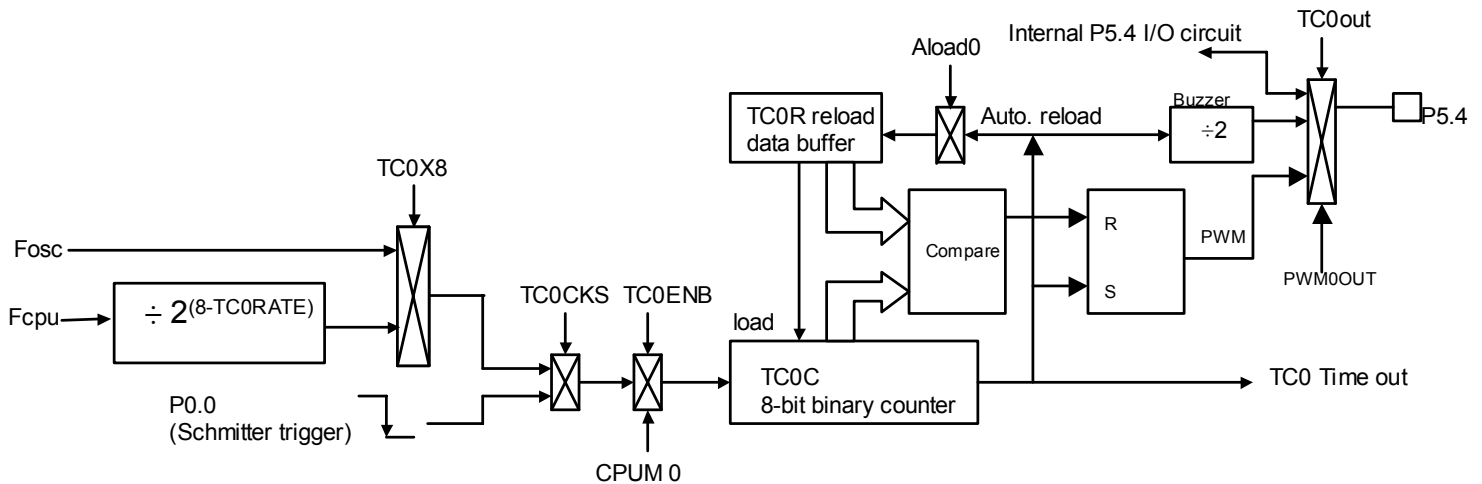 TC0out
Internal P5.4 I/O circuit
Aload0
TC0R reload
data buffer
Auto. reload
Buzzer
÷2
P5.4
TC0X8
Fosc
Fcpu
÷ 2(8-TC0RATE)
Compare
R
S
PWM
PWM0OUT
TC0CKS
TC0ENB
load
TC0C
8-bit binary counter
TC0 Time out
P0.0
(Schmitter trigger)
CPUM 0